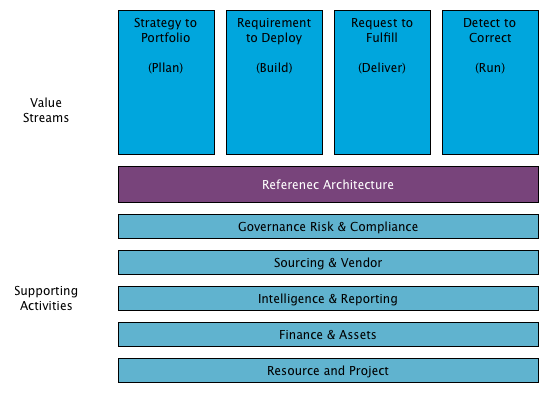 Strategy to
Portfolio
(Pllan)
Requirement
to Deploy
(Build)
Request to
Fulfill
(Deliver)
Detect to
Correct
(Run)
Value
Streams
Referenec Architecture
Governance Risk & Compliance
Sourcing & Vendor
Supporting
Activities
Intelligence & Reporting
Finance & Assets
Resource and Project